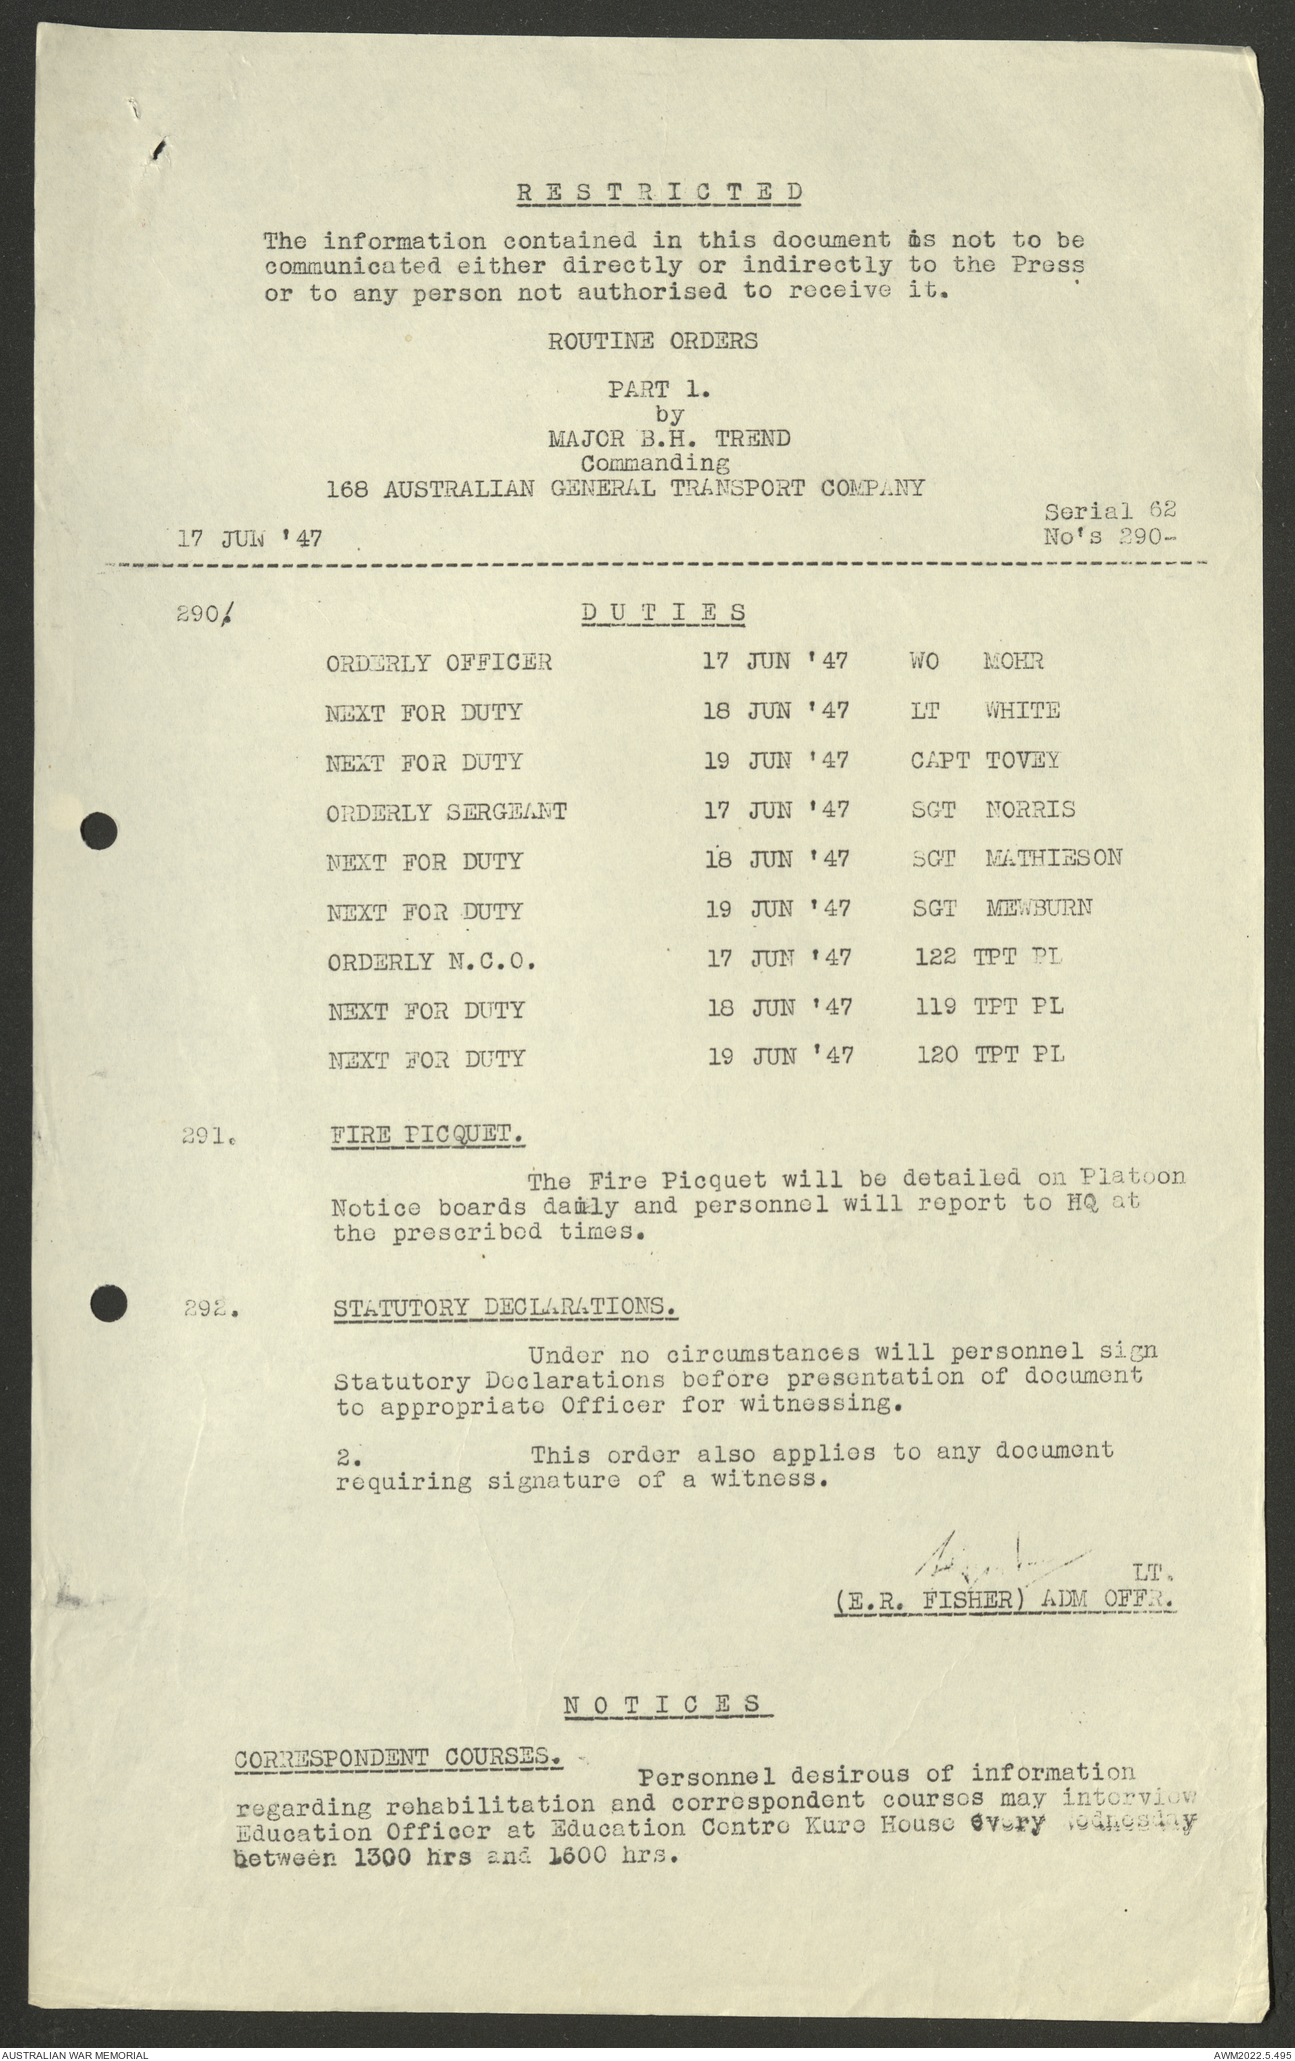 R E S T R I C T E D
The information contained in this document is not to be
communicated either directly or indirectly to the Press
or to any person not authorised to receive it.
ROUTINE ORDERS
PART 1.
by
MAJOR B.H. TREND
Commanding
168 AUSTRALIAN GENERAL TRANSPORT COMPANY
Serial 62
17 JUN '47 No's 290-
290. D U T I E S
ORDERLY OFFICER 17 JUN '47 WO MOHR
NEXT FOR DUTY 18 JUN '47 LT WHITE
NEXT FOR DUTY 19 JUN '47 CAPT TOVEY
ORDERLY SERGEANT 17 JUN '47 SGT NORRIS
NEXT FOR DUTY 18 JUN '47 SGT MATHIESON
NEXT FOR DUTY 19 JUN '47 SGT MEWBURN
ORDERLY N.C.O. 17 JUN '47 122 TPT PL
NEXT FOR DUTY 18 JUN '47 119 TPT PL
NEXT FOR DUTY 19 JUN '47 120 TPT PL
291. FIRE PICQUET.
The Fire Picquet will be detailed on Platoon
Notice boards daily and personnel will report to HQ at
the prescribed times.
292. STATUTORY DECLARATIONS.
Under no circumstances will personnel sign
Statutory Declarations before presentation of document
to appropriate Officer for witnessing.
2. This order also applies to any document
requiring signature of a witness.
LT.
(E.R. FISHER) ADM OFFR.
N O T I C E S
CORRESPONDENT COURSES.
Personnel desirous of information
regarding rehabilitation and correspondent courses may interview
Education Officer at Education Centre Kure House every Wednesday
between 1300 hrs and 1600 hrs.
AUSTRALIAN WAR MEMORIAL AWM2022.5.495